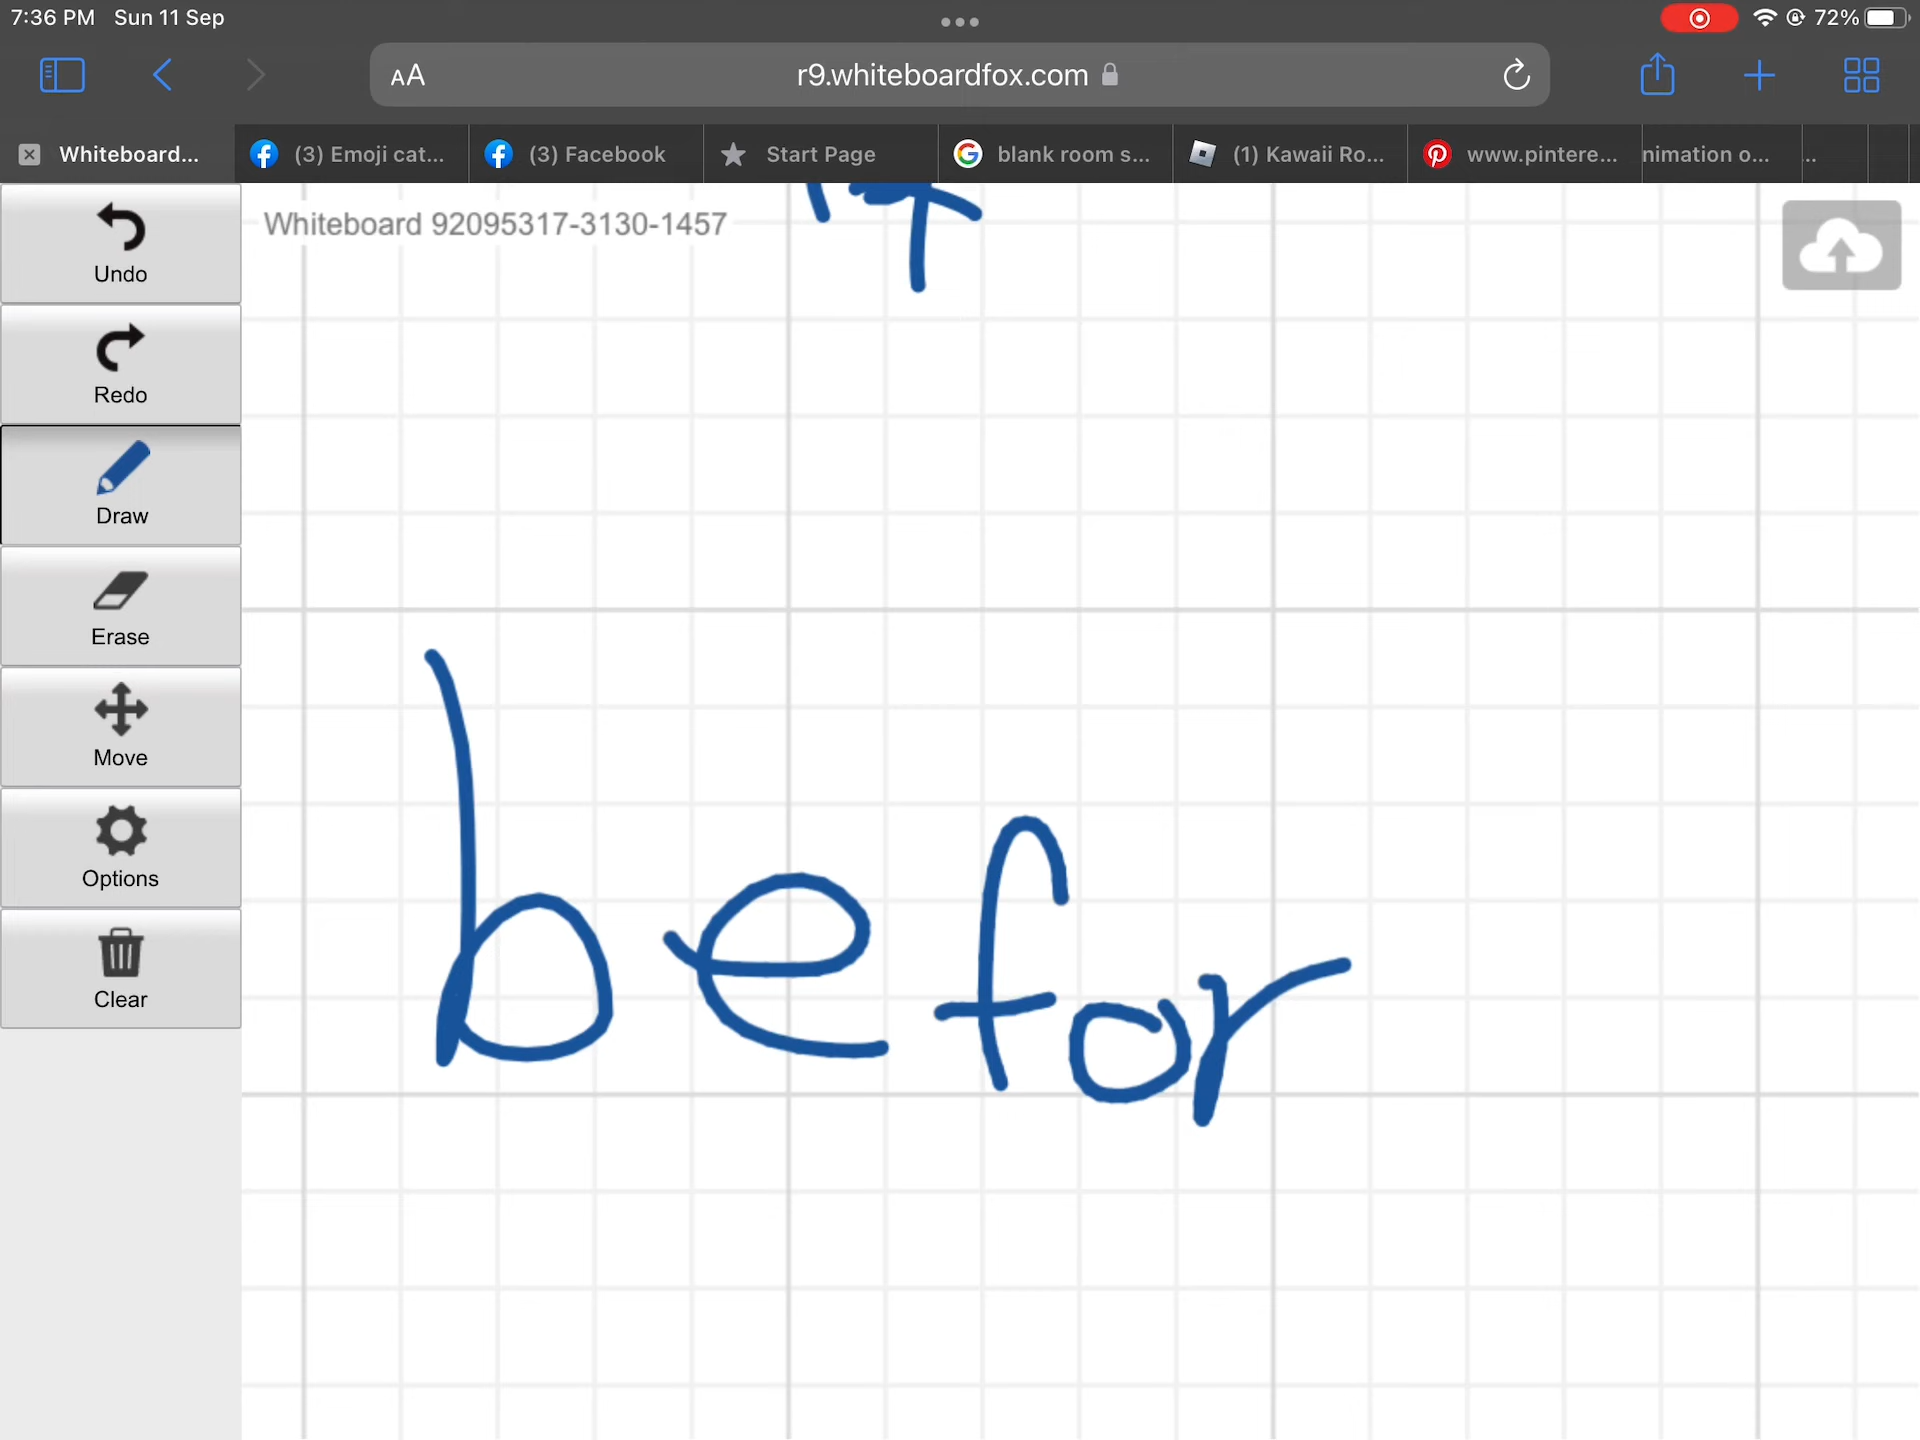 7:36 PM Sun 11 Sep
72%
AA r9.whiteboardfox.com
Whiteboard... (3) Emoji cat... (3) Facebook Start Page blank room s... (1) Kawaii Ro... www.pintere... nimation o... ..
Whiteboard 92095317-3130-1457
Undo
Redo
Draw
Erase
Move
Options
Clear
befor